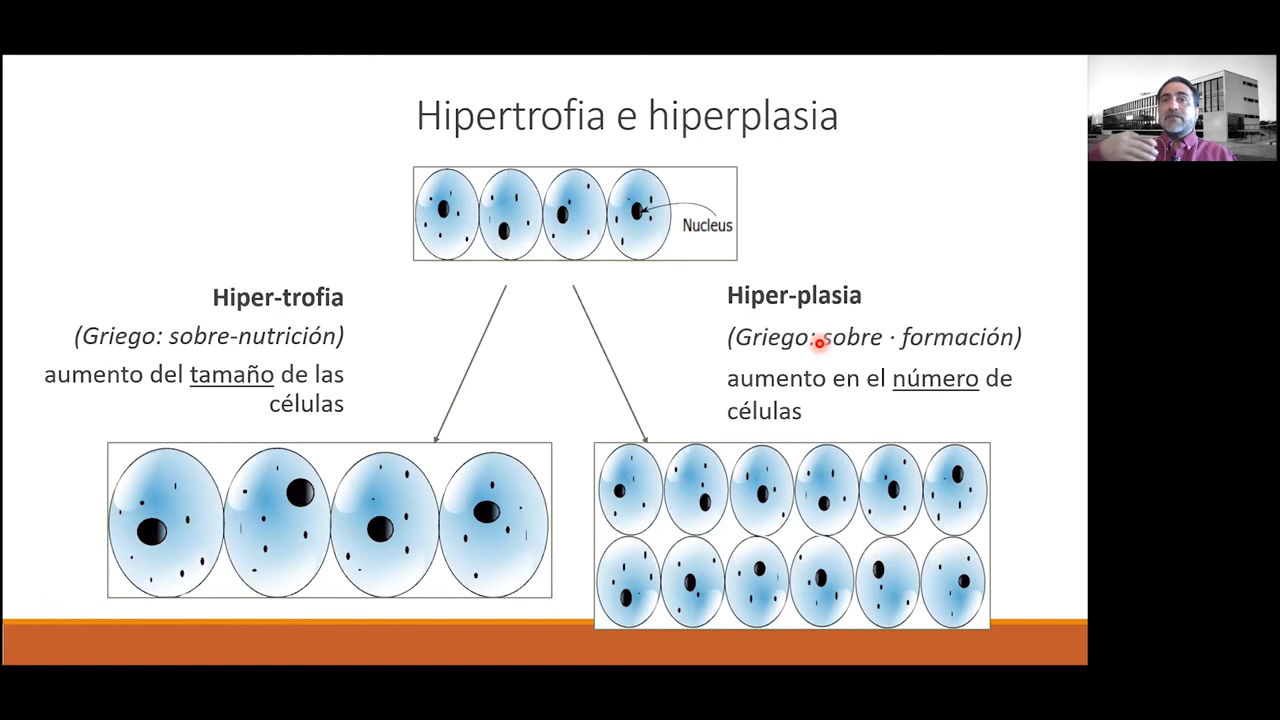 Hipertrofia e hiperplasia
Nucleus
Hiper-trofia
(Griego: sobre-nutrición)
aumento del tamaño de las
células
Hiper-plasia
(Griego: sobre · formación)
aumento en el número de
células